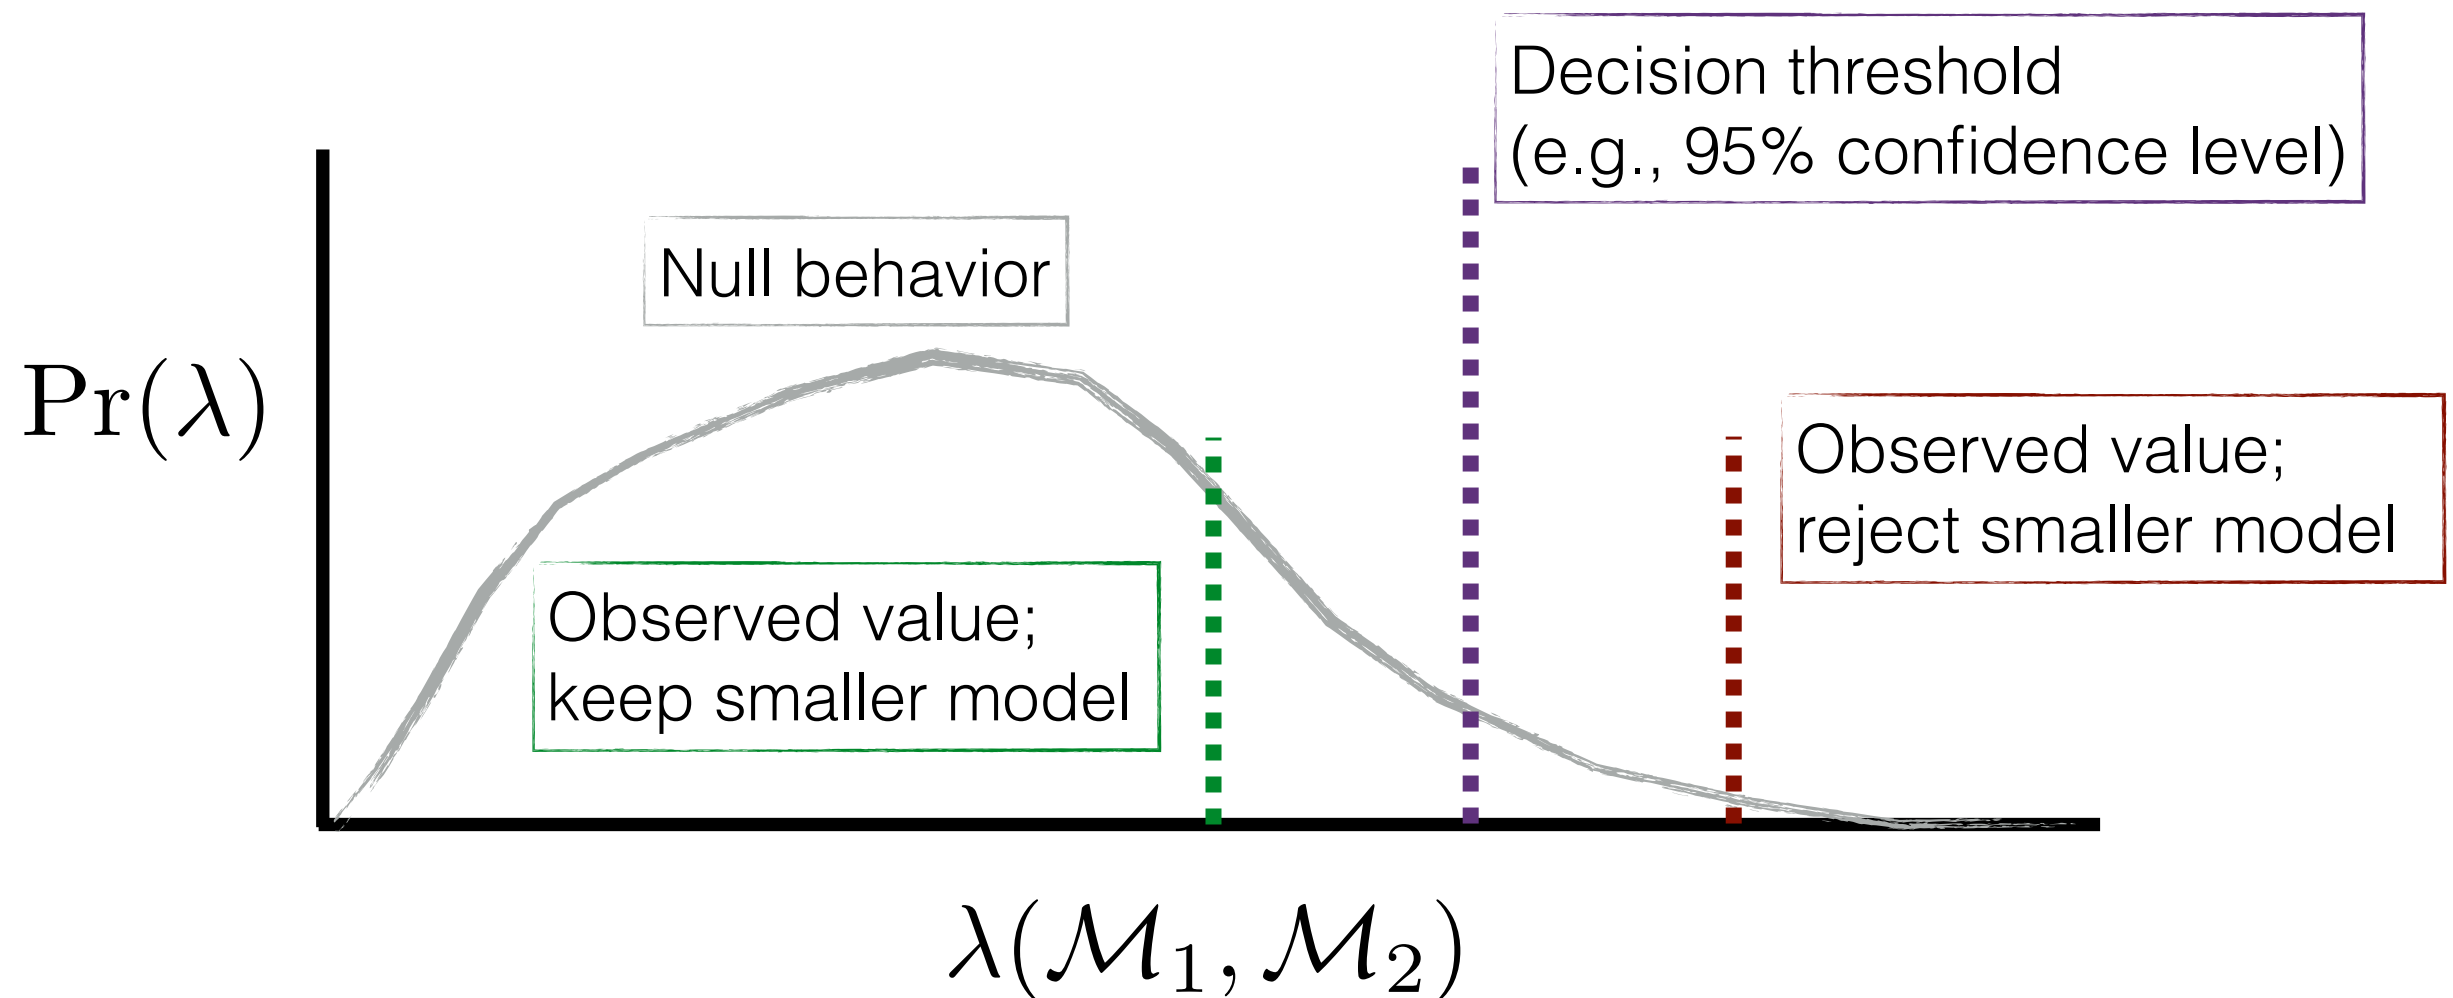 Decision threshold
(e.g., 95% confidence level)
Null behavior
Pr(λ)
Observed value;
reject smaller model
Observed value;
keep smaller model
λ(ℳ₁, ℳ₂)